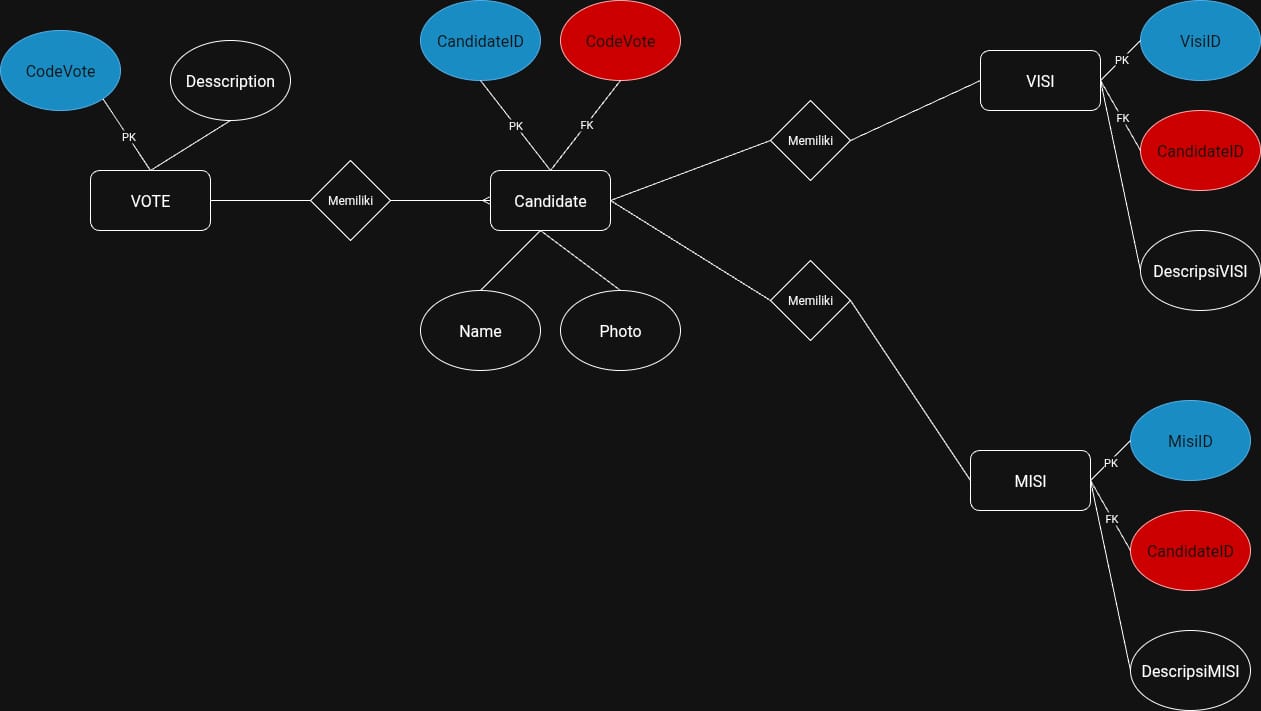 CodeVote
Desscription
PK
VOTE
Memiliki
CandidateID
CodeVote
PK
FK
Candidate
Name
Photo
Memiliki
VISI
PK
VisiID
FK
CandidateID
DescripsiVISI
Memiliki
MISI
PK
MisiID
FK
CandidateID
DescripsiMISI